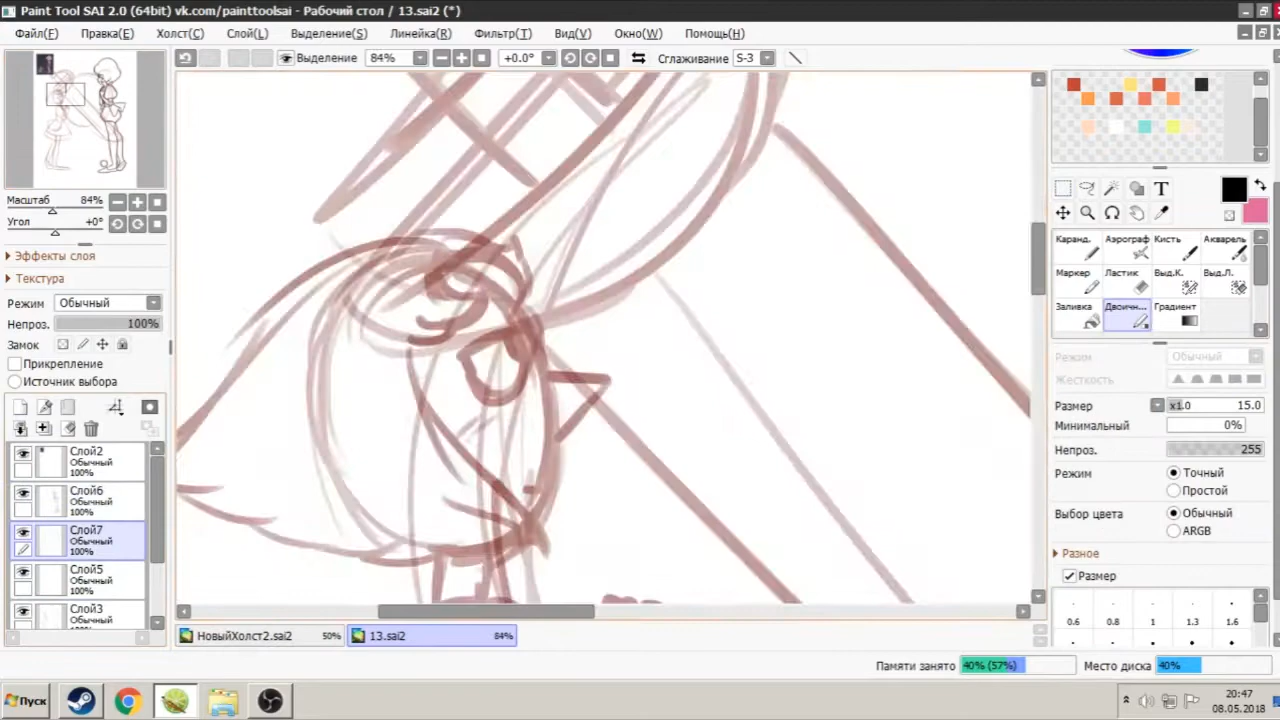 Paint Tool SAI 2.0 (64bit) vk.com/painttoolsai - Рабочий стол / 13.sai2 (*)
Файл(F) Правка(E) Холст(C) Слой(L) Выделение(S) Линейка(R) Фильтр(T) Вид(V) Окно(W) Помощь(H)
Выделение 84% +0.0° Сглаживание S-3
Масштаб 84%
Угол +0°
Эффекты слоя
Текстура
Режим Обычный
Непроз. 100%
Замок
Прикрепление
Источник выбора
Слой2
Обычный
100%
Слой6
Обычный
100%
Слой7
Обычный
100%
Слой5
Обычный
100%
Слой3
Обычный
100%
НовыйХолст2.sai2 50% 13.sai2 84%
T
Каранд. Аэрограф Кисть Акварель
Маркер Ластик Выд.К. Выд.Л.
Заливка Двоичн... Градиент
Режим Обычный
Жесткость
Размер x1.0 15.0
Минимальный 0%
Непроз. 255
Режим Точный
Простой
Выбор цвета Обычный
ARGB
Разное
Размер
0.6 0.8 1 1.3 1.6
Памяти занято 40% (57%) Место диска 40%
Пуск
20:47
08.05.2018